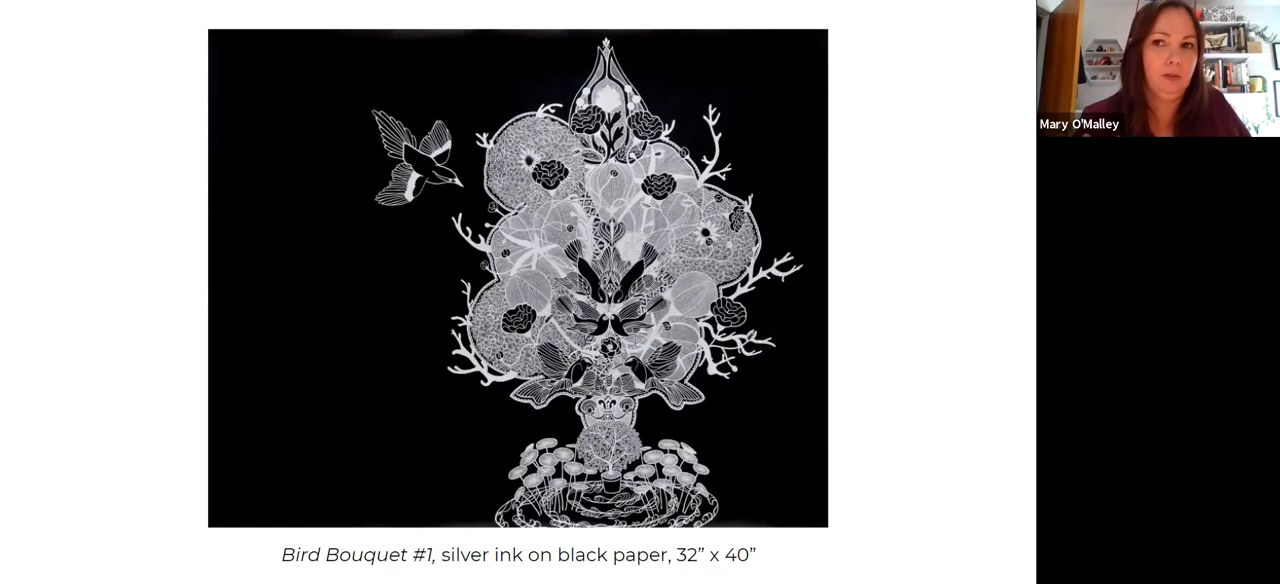 Mary O'Malley
Bird Bouquet #1, silver ink on black paper, 32” x 40”